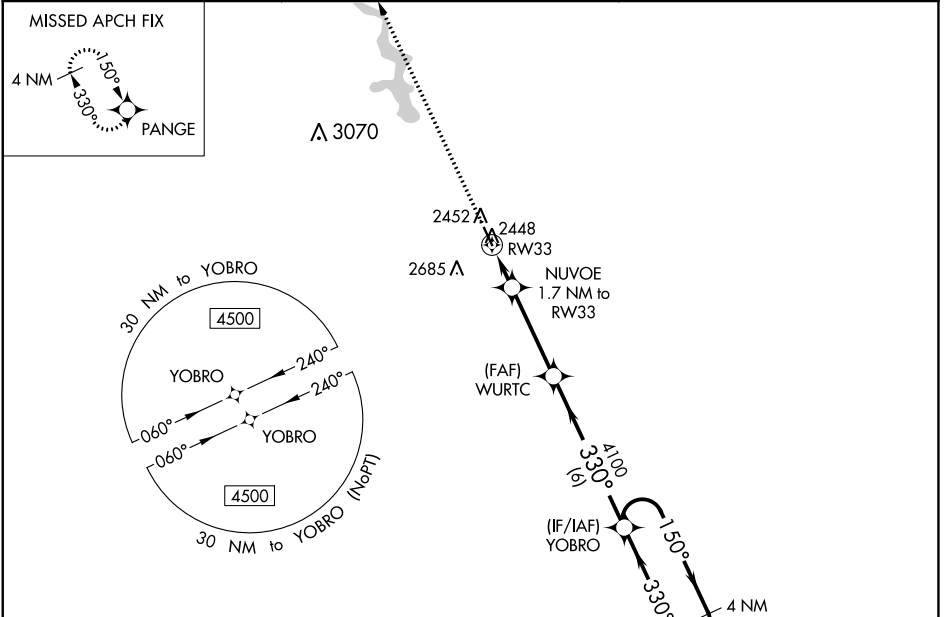 MISSED APCH FIX
4 NM
150°
330°
PANGE
3070
2452
2448
RW33
2685
NUVOE
1.7 NM to
RW33
30 NM to YOBRO
4500
240°
YOBRO
060°
240°
YOBRO
060°
4500
30 NM to YOBRO (NoPT)
(FAF)
WURTC
4100
330°
(6)
(IF/IAF)
YOBRO
150°
330°
4 NM